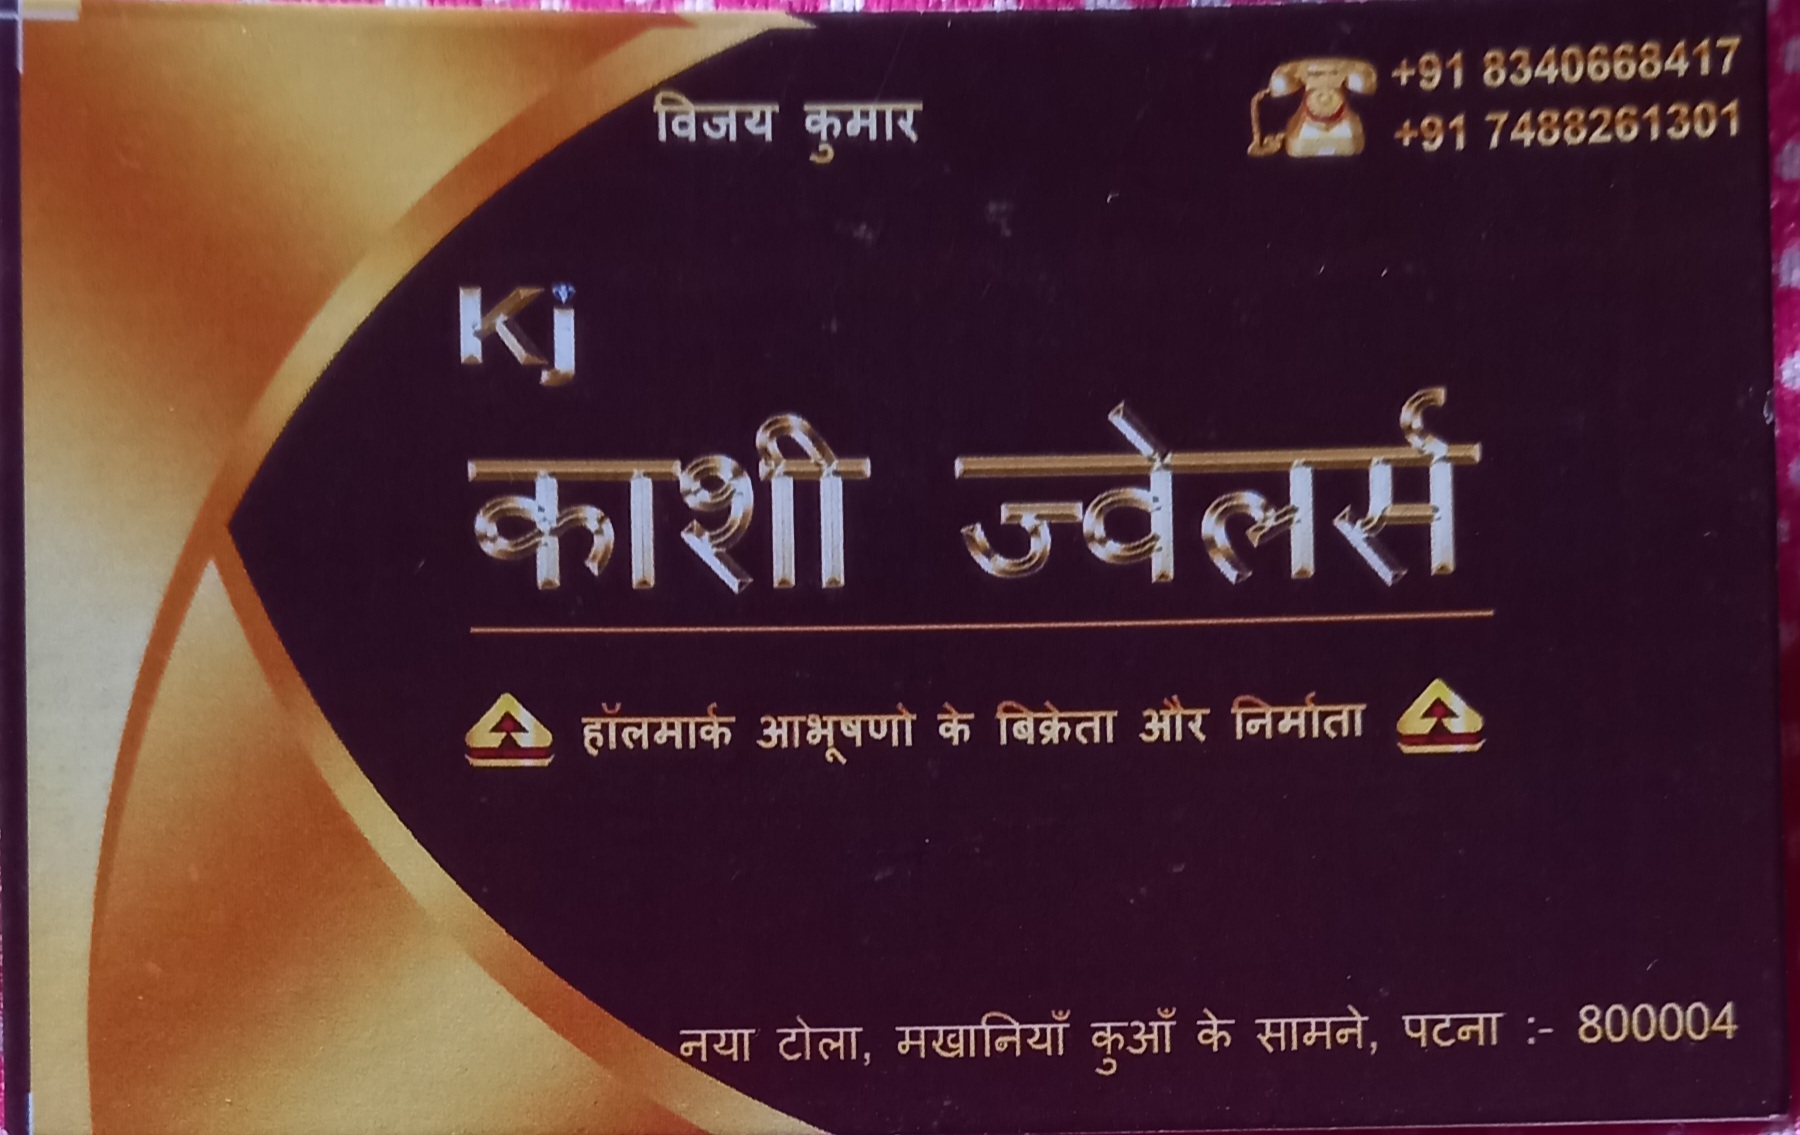 विजय कुमार
+91 8340668417
+91 7488261301
Kj
काशी ज्वेलर्स
हॉलमार्क आभूषणो के बिक्रेता और निर्माता
नया टोला, मखानियाँ कुआँ के सामने, पटना :- 800004